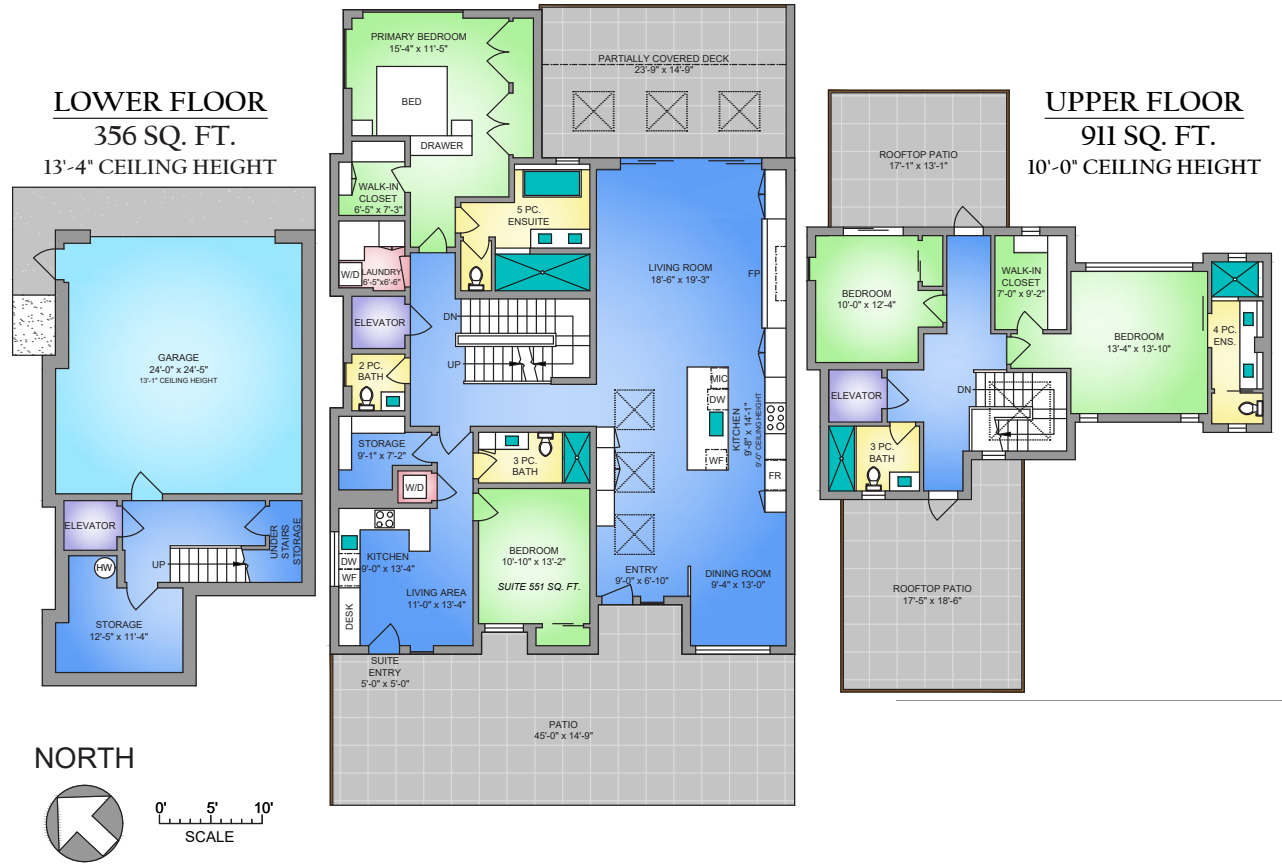 LOWER FLOOR
356 SQ. FT.
13'-4" CEILING HEIGHT
GARAGE
24'-0" x 24'-5"
13'-1" CEILING HEIGHT
ELEVATOR
UP
UNDER
STAIRS
STORAGE
HW
STORAGE
12'-5" x 11'-4"
NORTH
0' 5' 10'
SCALE
PRIMARY BEDROOM
15'-4" x 11'-5"
BED
DRAWER
WALK-IN
CLOSET
6'-5" x 7'-3"
5 PC.
ENSUITE
W/D
LAUNDRY
6'-5"x6'-6"
ELEVATOR
DN
UP
2 PC.
BATH
STORAGE
9'-1" x 7'-2"
W/D
3 PC.
BATH
KITCHEN
9'-0" x 13'-4"
DW
WF
DESK
LIVING AREA
11'-0" x 13'-4"
BEDROOM
10'-10" x 13'-2"
SUITE 551 SQ. FT.
SUITE
ENTRY
5'-0" x 5'-0"
PARTIALLY COVERED DECK
23'-9" x 14'-9"
LIVING ROOM
18'-6" x 19'-3"
FP
MIC
DW
WF
KITCHEN
9'-8" x 14'-1"
9'-0" CEILING HEIGHT
FR
ENTRY
9'-0" x 6'-10"
DINING ROOM
9'-4" x 13'-0"
PATIO
45'-0" x 14'-9"
UPPER FLOOR
911 SQ. FT.
10'-0" CEILING HEIGHT
ROOFTOP PATIO
17'-1" x 13'-1"
BEDROOM
10'-0" x 12'-4"
WALK-IN
CLOSET
7'-0" x 9'-2"
BEDROOM
13'-4" x 13'-10"
4 PC.
ENS.
ELEVATOR
DN
3 PC.
BATH
ROOFTOP PATIO
17'-5" x 18'-6"